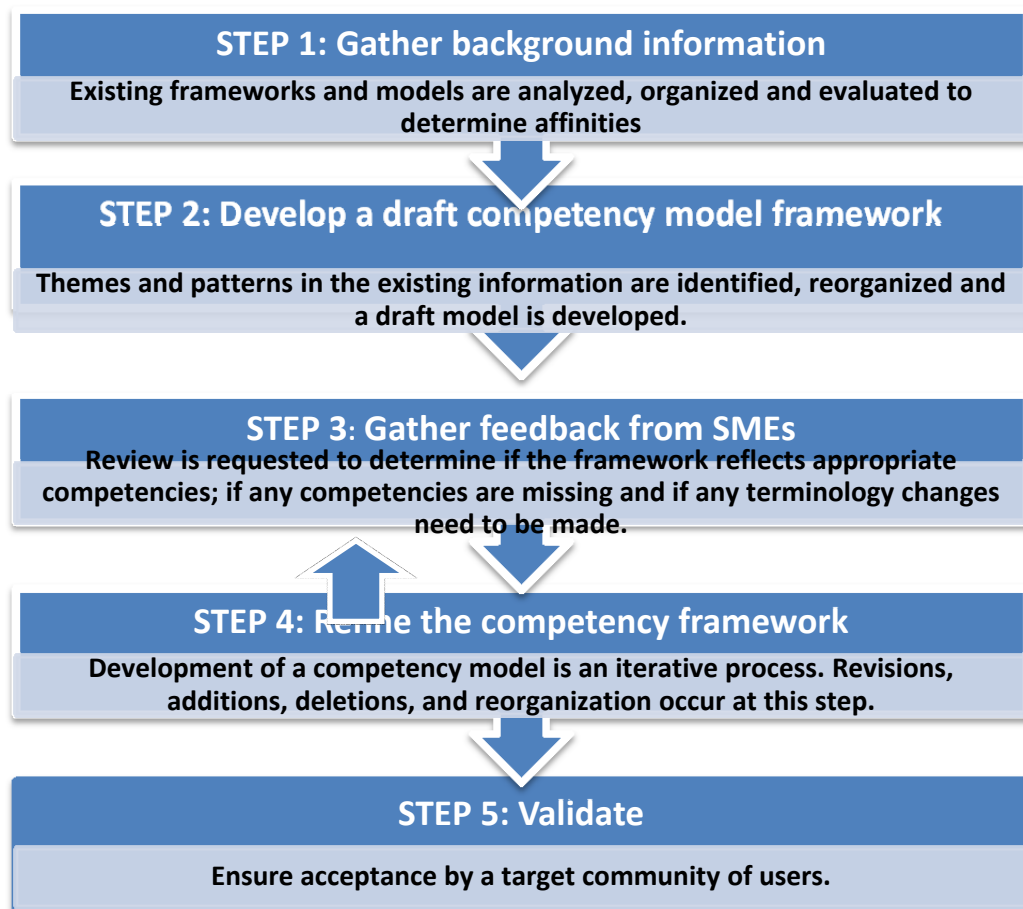 STEP 1: Gather background information
Existing frameworks and models are analyzed, organized and evaluated to
determine affinities
STEP 2: Develop a draft competency model framework
Themes and patterns in the existing information are identified, reorganized and
a draft model is developed.
STEP 3: Gather feedback from SMEs
Review is requested to determine if the framework reflects appropriate
competencies; if any competencies are missing and if any terminology changes
need to be made.
STEP 4: Refine the competency framework
Development of a competency model is an iterative process. Revisions,
additions, deletions, and reorganization occur at this step.
STEP 5: Validate
Ensure acceptance by a target community of users.